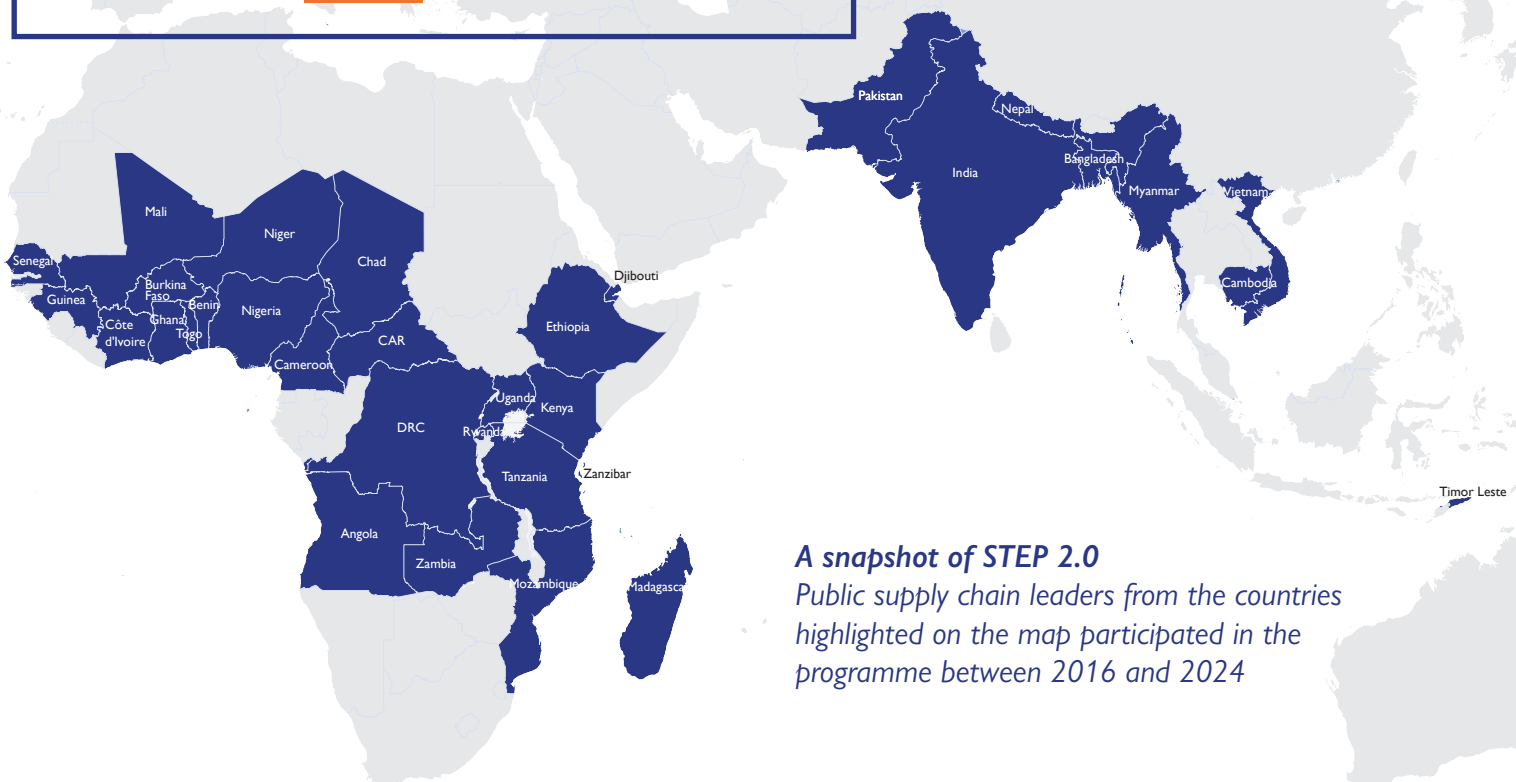 Pakistan
Nepal
Bangladesh
India
Myanmar
Vietnam
Mali
Niger
Chad
Senegal
Djibouti
Guinea
Burkina
Faso
Benin
Nigeria
Cambodia
Côte
d'Ivoire
Ghana
Togo
Ethiopia
CAR
Cameroon
Uganda
Kenya
DRC
Rwanda
Tanzania
Zanzibar
Timor Leste
Angola
Zambia
Mozambique
Madagascar
A snapshot of STEP 2.0
Public supply chain leaders from the countries
highlighted on the map participated in the
programme between 2016 and 2024